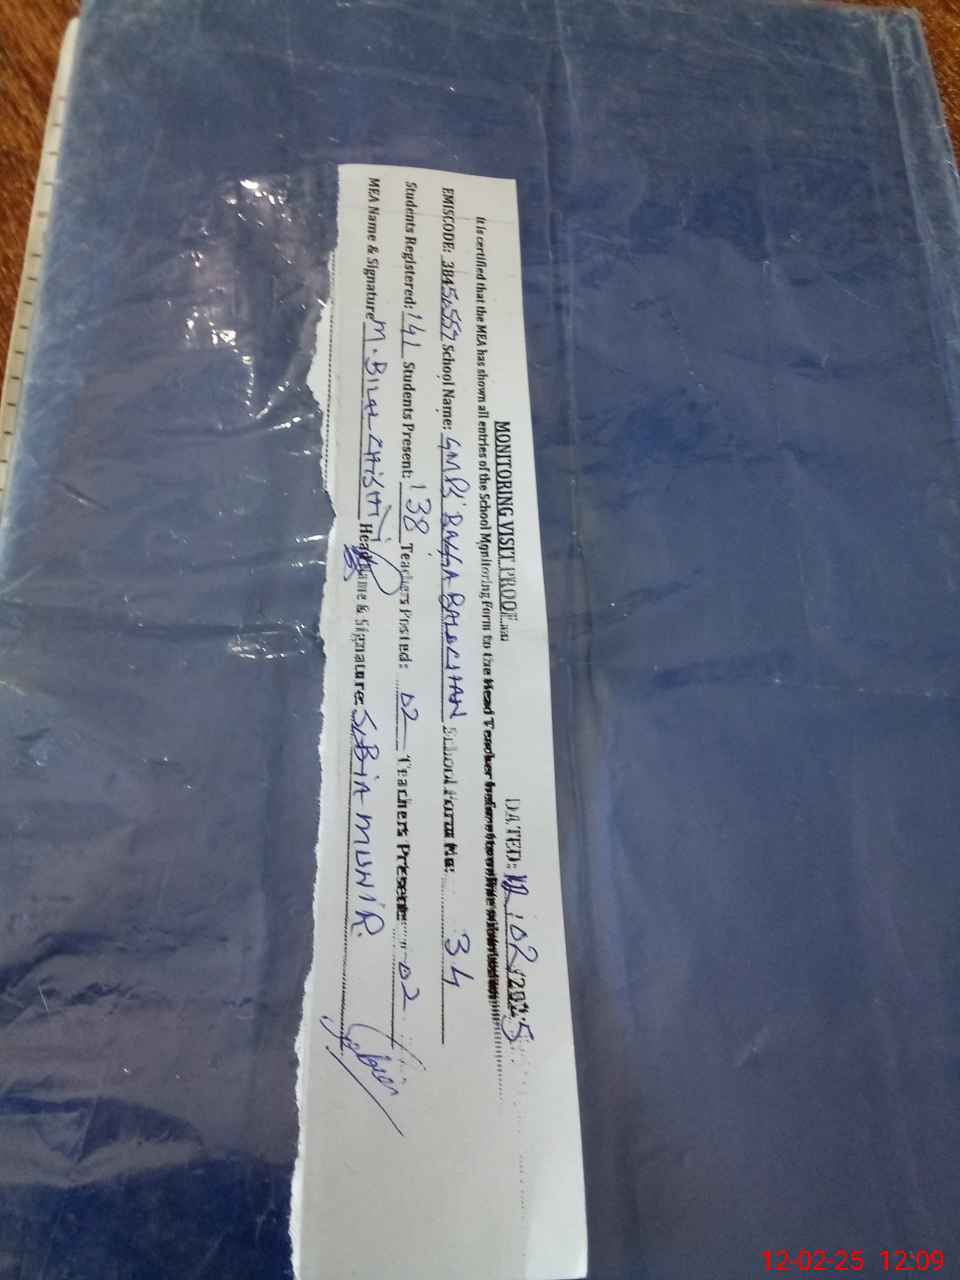 MONITORING VISIT PROOF DATED: 12.02.2025
It is certified that the MEA has shown all entries of the School Monitoring Form to the Head Teacher before
EMISCODE: School Name: GMPS BAGGA BALOCHAN School Form No: 34
Students Registered: 141 Students Present: 138 Teachers Posted: 02 Teachers Present: 02
MEA Name & Signature M. BILAL CHISHTI Head Name & Signature: SABIA MUNIR.
12-02-25 12:09